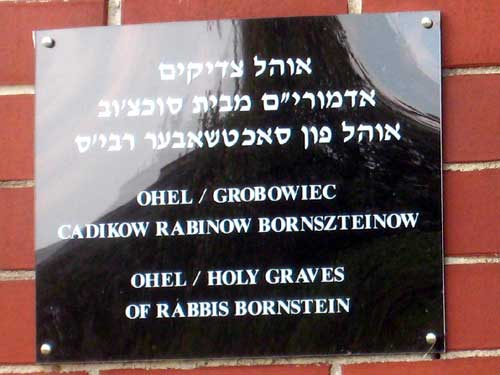 אוהל צדיקים
אדמורי״ם מבית סוכצ׳וב
אוהל פון סאכטשאבער רבי׳ס
OHEL / GROBOWIEC
CADIKOW RABINOW BORNSZTEINOW
OHEL / HOLY GRAVES
OF RABBIS BORNSTEIN